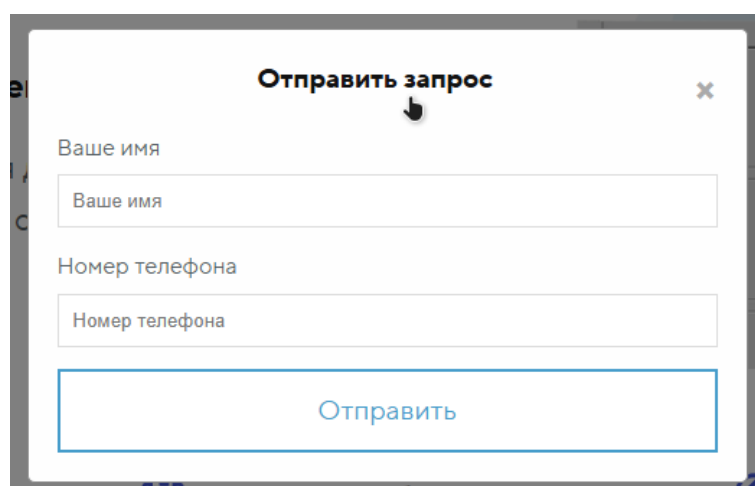 Отправить запрос
Ваше имя
Ваше имя
Номер телефона
Номер телефона
Отправить